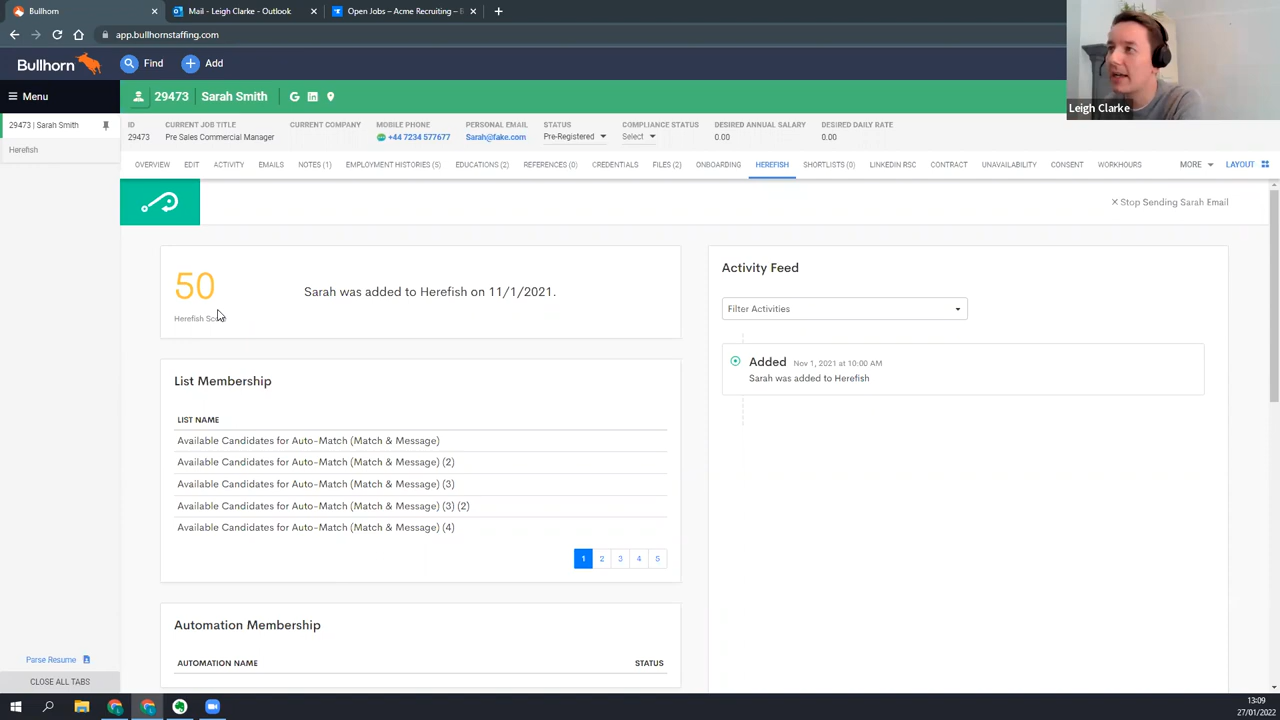 Bullhorn
Mail - Leigh Clarke - Outlook
Open Jobs – Acme Recruiting – B
app.bullhornstaffing.com
Bullhorn
Find
Add
Leigh Clarke
Menu
29473
Sarah Smith
29473 | Sarah Smith
Herefish
ID
CURRENT JOB TITLE
CURRENT COMPANY
MOBILE PHONE
PERSONAL EMAIL
STATUS
COMPLIANCE STATUS
DESIRED ANNUAL SALARY
DESIRED DAILY RATE
29473
Pre Sales Commercial Manager
+44 7234 577677
Sarah@fake.com
Pre-Registered
Select
0.00
0.00
OVERVIEW
EDIT
ACTIVITY
EMAILS
NOTES (1)
EMPLOYMENT HISTORIES (5)
EDUCATIONS (2)
REFERENCES (0)
CREDENTIALS
FILES (2)
ONBOARDING
HEREFISH
SHORTLISTS (0)
LINKEDIN RSC
CONTRACT
UNAVAILABILITY
CONSENT
WORKHOURS
MORE
LAYOUT
Stop Sending Sarah Email
50
Herefish
Sarah was added to Herefish on 11/1/2021.
List Membership
LIST NAME
Available Candidates for Auto-Match (Match & Message)
Available Candidates for Auto-Match (Match & Message) (2)
Available Candidates for Auto-Match (Match & Message) (3)
Available Candidates for Auto-Match (Match & Message) (3) (2)
Available Candidates for Auto-Match (Match & Message) (4)
1 2 3 4 5
Automation Membership
AUTOMATION NAME
STATUS
Activity Feed
Filter Activities
Added Nov 1, 2021 at 10:00 AM
Sarah was added to Herefish
Parse Resume
CLOSE ALL TABS
13:09
27/01/2022